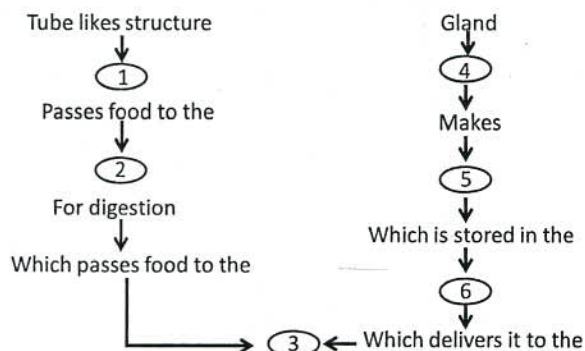 Tube likes structure
1
Passes food to the
2
For digestion
Which passes food to the
3
Gland
4
Makes
5
Which is stored in the
6
Which delivers it to the